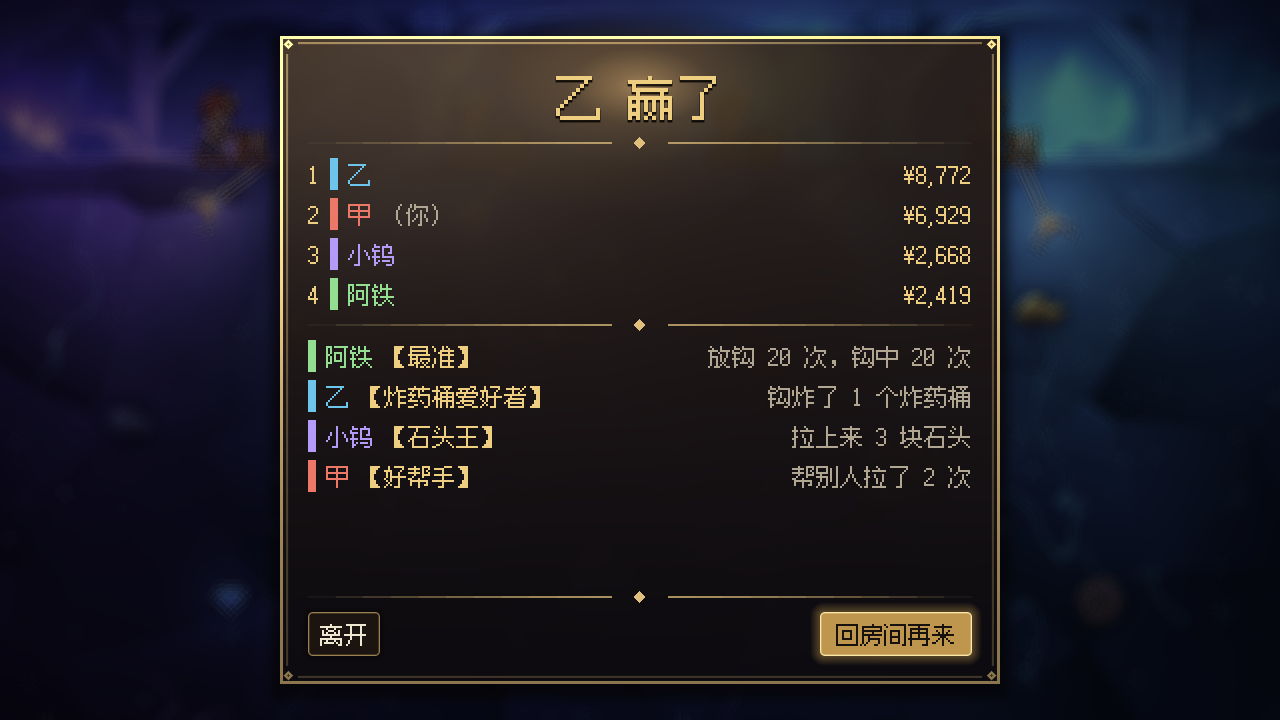 乙 赢了
1 乙 ¥8,772
2 甲 （你） ¥6,929
3 小钨 ¥2,668
4 阿铁 ¥2,419
阿铁 【最准】 放钩 20 次，钩中 20 次
乙 【炸药桶爱好者】 钩炸了 1 个炸药桶
小钨 【石头王】 拉上来 3 块石头
甲 【好帮手】 帮别人拉了 2 次
离开 回房间再来